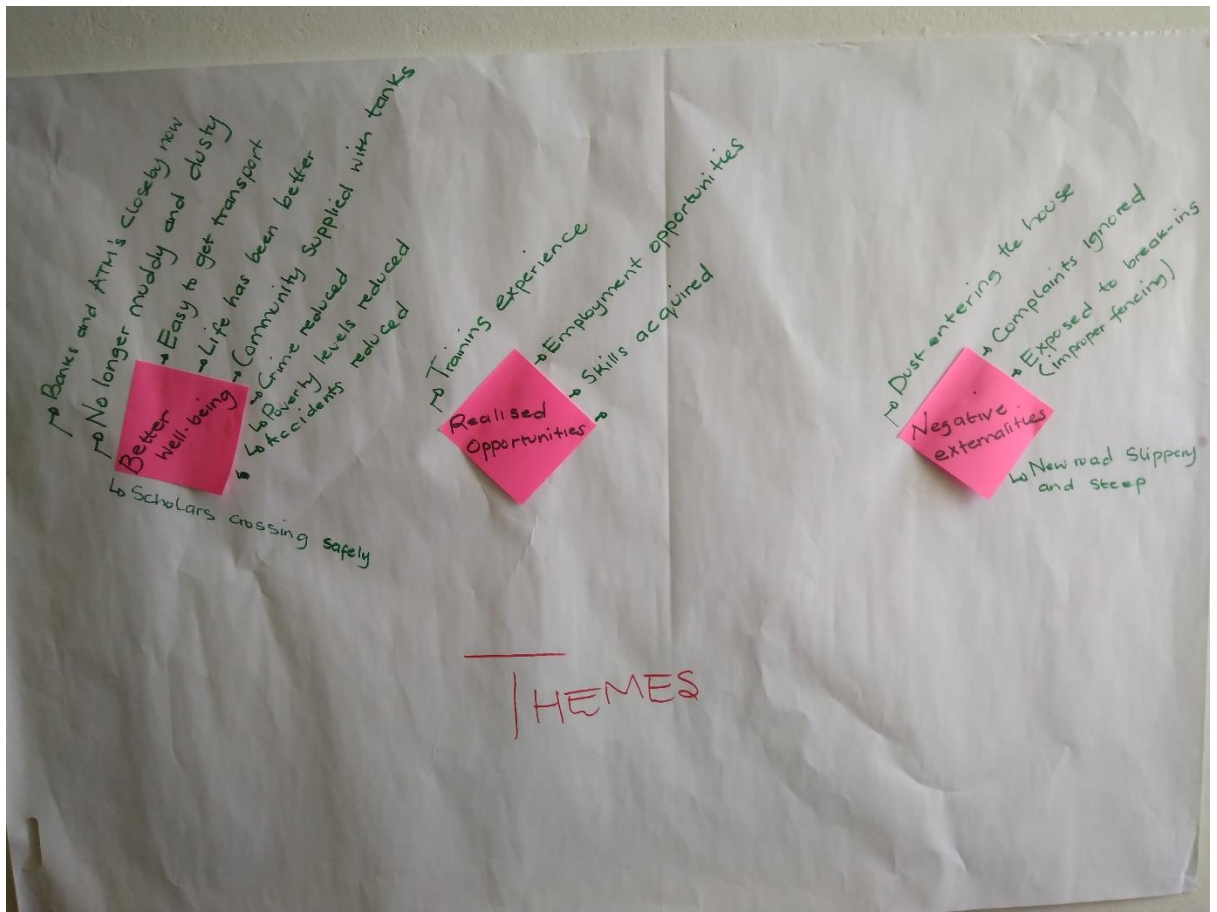 Banks and ATM's Closeby now
No longer muddy and dusty
Easy to get transport
Life has been better
Community Supplied with tanks
Crime reduced
Poverty levels reduced
Accidents reduced
Scholars crossing safely
Better
Well-being
Training experience
Employment opportunities
Skills acquired
Realised
Opportunities
Dust entering the house
Complaints Ignored
Exposed to break-ins
(improper fencing)
New road Slippery
and Steep
Negative
externalities
THEMES